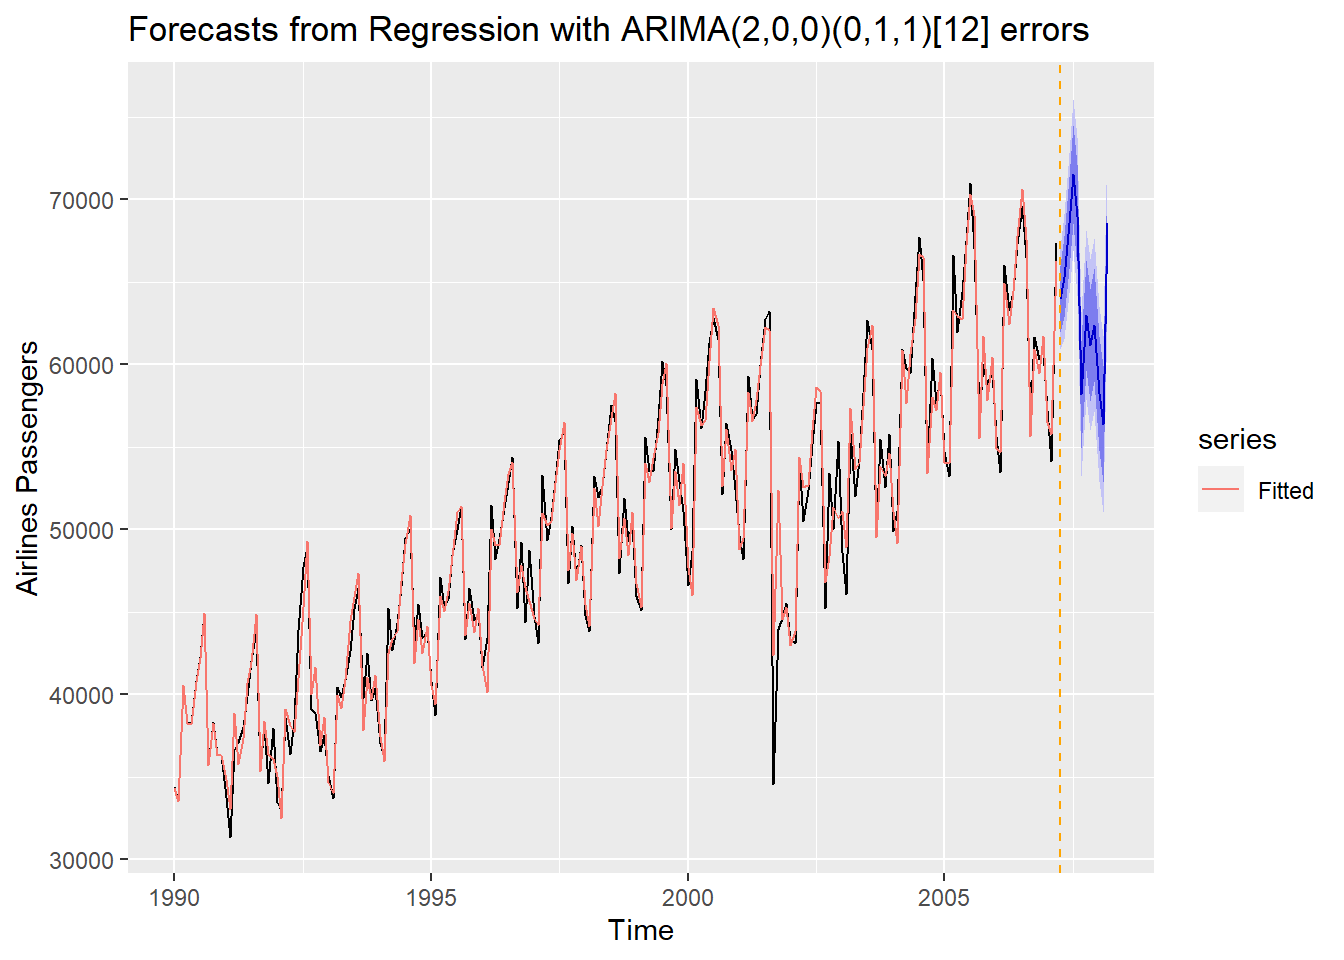 Forecasts from Regression with ARIMA(2,0,0)(0,1,1)[12] errors
Airlines Passengers
70000
60000
50000
40000
30000
1990
1995
2000
2005
Time
series
Fitted